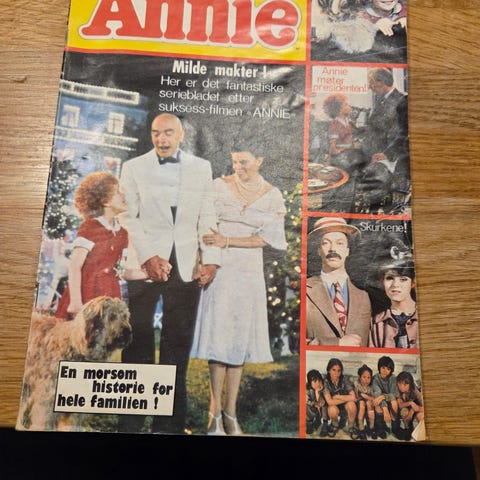 Annie
Milde makter!
Her er det fantastiske
seriebladet etter
suksess-filmen «ANNIE»
Annie
møter
presidenten!
Skurkene!
En morsom
historie for
hele familien !